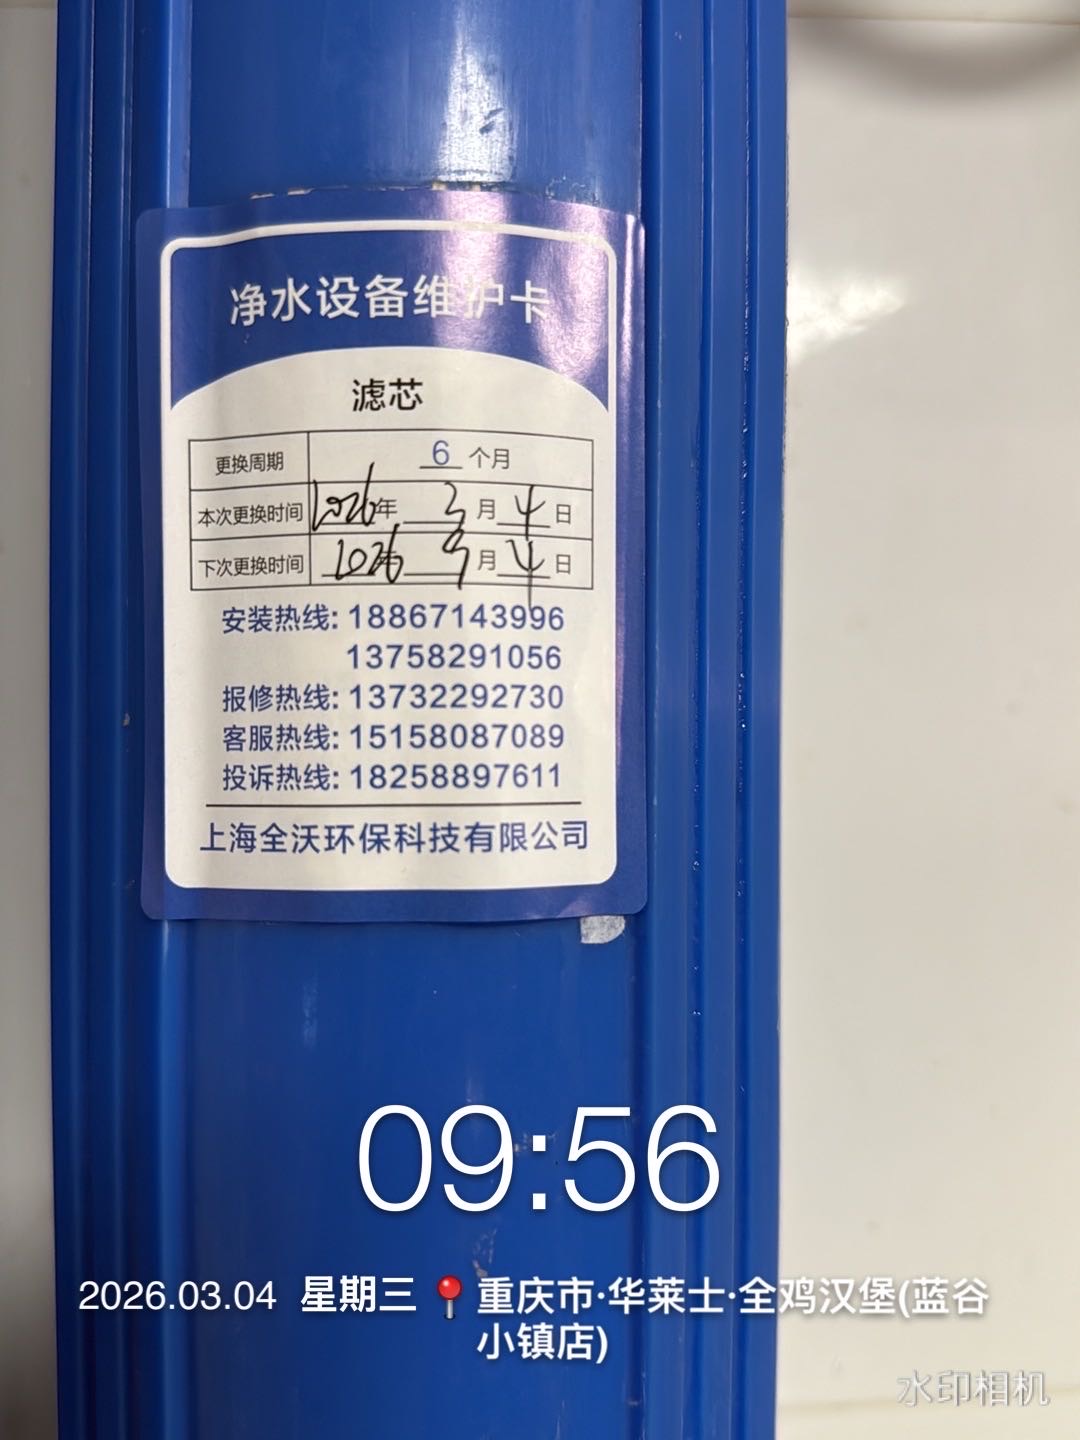 净水设备维护卡
滤芯
更换周期 6 个月
本次更换时间 2026年 3月 4日
下次更换时间 2026年 9月 4日
安装热线: 18867143996
13758291056
报修热线: 13732292730
客服热线: 15158087089
投诉热线: 18258897611
上海全沃环保科技有限公司
09:56
2026.03.04 星期三 📍重庆市·华莱士·全鸡汉堡(蓝谷
小镇店)
水印相机